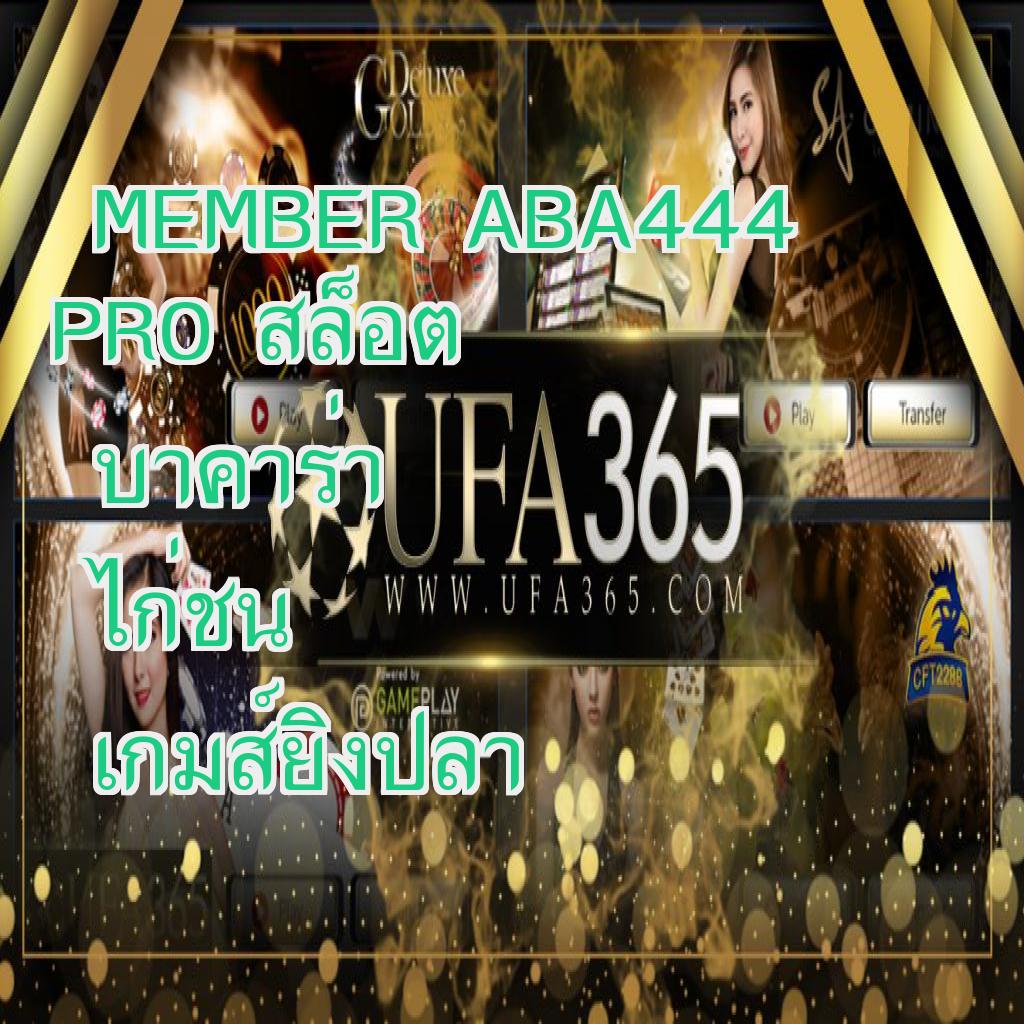 Deluxe
GOLD
SA
MEMBER ABA444
PRO สล็อต
Play
Play
Transfer
บาคาร่า
UFA365
WWW.UFA365.COM
ไก่ชน
CFT2288
Powered by
GAMEPLAY
INTERACTIVE
เกมส์ยิงปลา